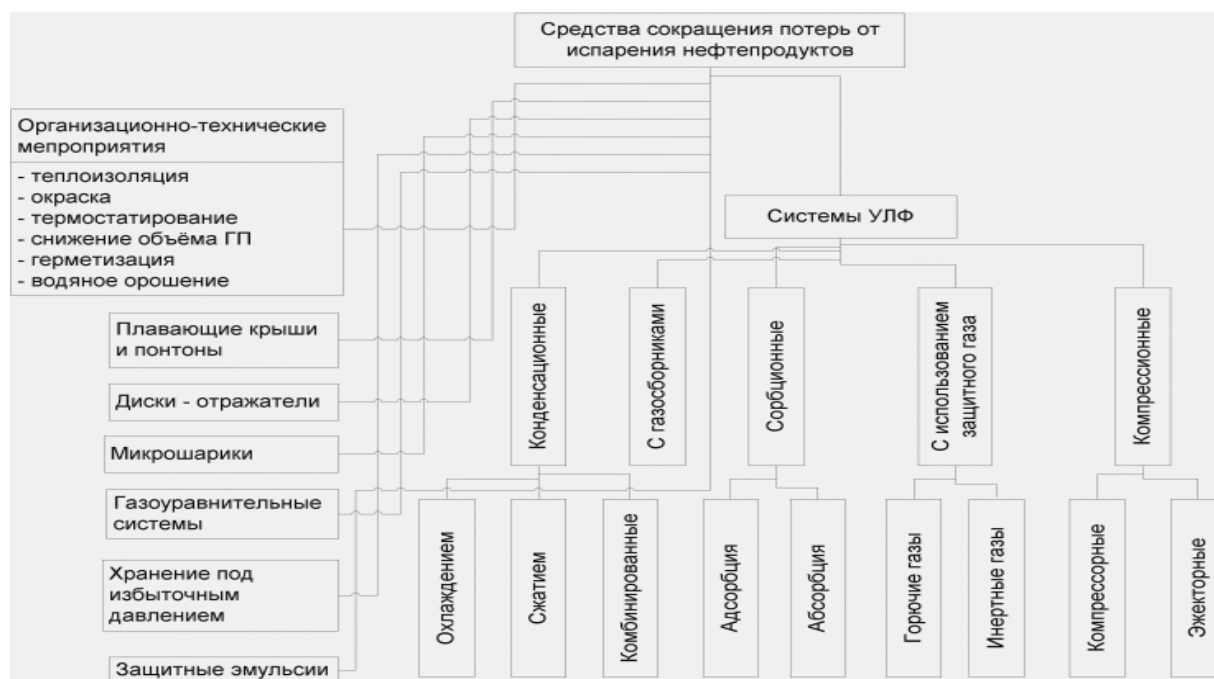 Средства сокращения потерь от
испарения нефтепродуктов
Организационно-технические
мепроприятия
- теплоизоляция
- окраска
- термостатирование
- снижение объёма ГП
- герметизация
- водяное орошение
Системы УЛФ
Плавающие крыши
и понтоны
Диски - отражатели
Микрошарики
Газоуравнительные
системы
Хранение под
избыточным
давлением
Защитные эмульсии
Конденсационные
С газосборниками
Сорбционные
С использованием
защитного газа
Компрессионные
Охлаждением
Сжатием
Комбинированные
Адсорбция
Абсорбция
Горючие газы
Инертные газы
Компрессорные
Эжекторные